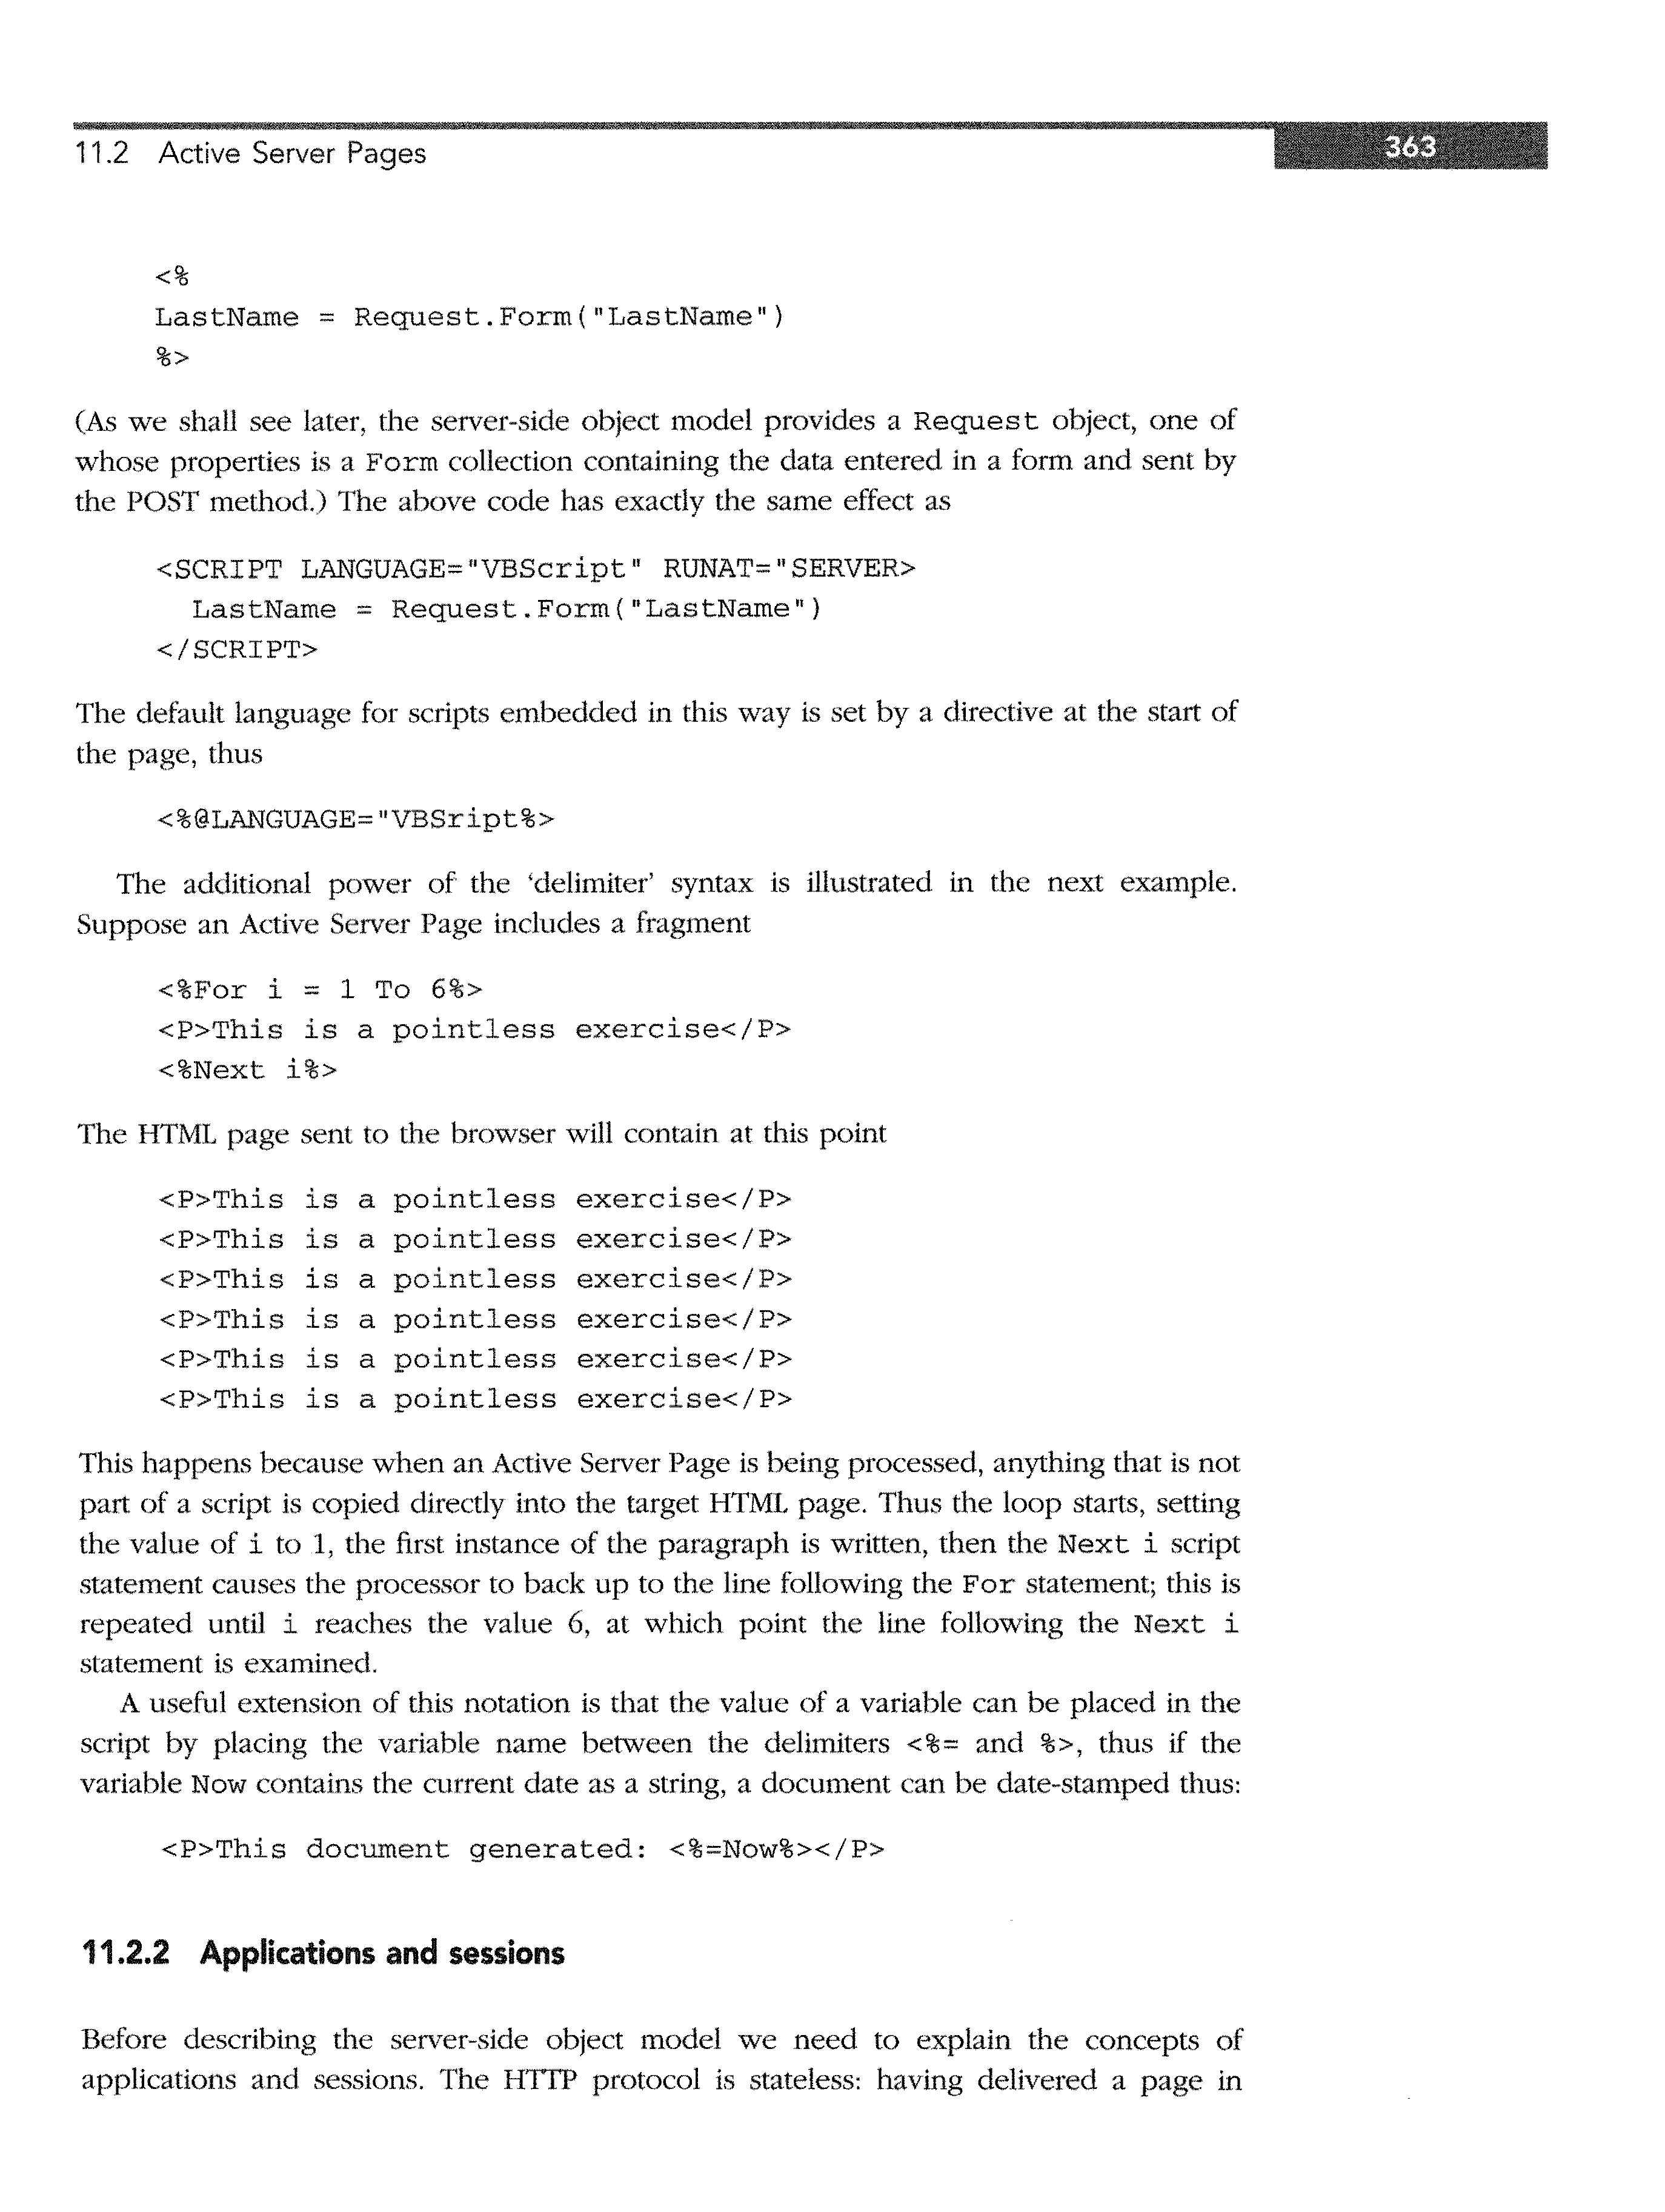 11.2 Active Server Pages
363
<%
LastName = Request.Form("LastName")
%>
(As we shall see later, the server-side object model provides a Request object, one of
whose properties is a Form collection containing the data entered in a form and sent by
the POST method.) The above code has exactly the same effect as
<SCRIPT LANGUAGE="VBScript" RUNAT="SERVER>
LastName = Request.Form("LastName")
</SCRIPT>
The default language for scripts embedded in this way is set by a directive at the start of
the page, thus
<%@LANGUAGE="VBSript%>
The additional power of the ‘delimiter’ syntax is illustrated in the next example.
Suppose an Active Server Page includes a fragment
<%For i = 1 To 6%>
<P>This is a pointless exercise</P>
<%Next i%>
The HTML page sent to the browser will contain at this point
<P>This is a pointless exercise</P>
<P>This is a pointless exercise</P>
<P>This is a pointless exercise</P>
<P>This is a pointless exercise</P>
<P>This is a pointless exercise</P>
<P>This is a pointless exercise</P>
This happens because when an Active Server Page is being processed, anything that is not
part of a script is copied directly into the target HTML page. Thus the loop starts, setting
the value of i to 1, the first instance of the paragraph is written, then the Next i script
statement causes the processor to back up to the line following the For statement; this is
repeated until i reaches the value 6, at which point the line following the Next i
statement is examined.
A useful extension of this notation is that the value of a variable can be placed in the
script by placing the variable name between the delimiters <%= and %>, thus if the
variable Now contains the current date as a string, a document can be date-stamped thus:
<P>This document generated: <%=Now%></P>
11.2.2 Applications and sessions
Before describing the server-side object model we need to explain the concepts of
applications and sessions. The HTTP protocol is stateless: having delivered a page in